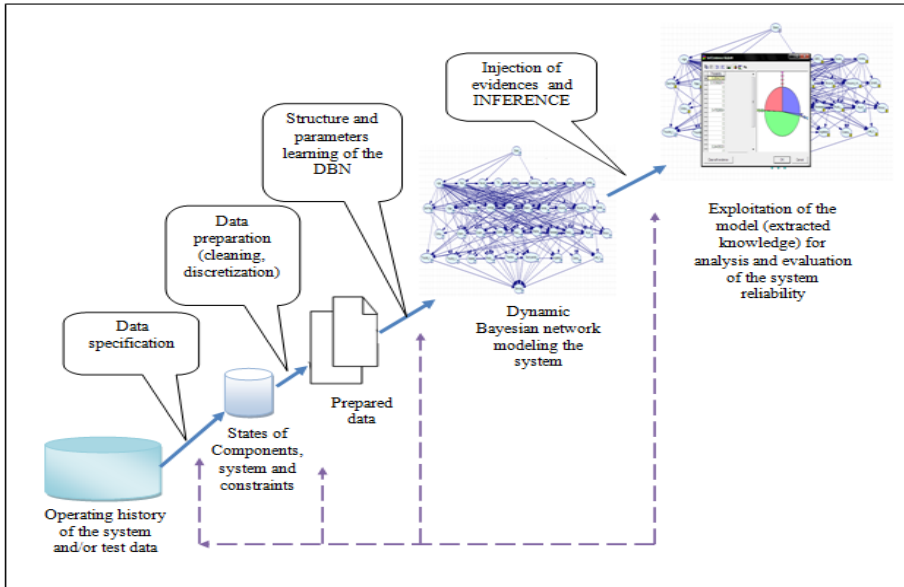 Injection of
evidences and
INFERENCE
Structure and
parameters
learning of the
DBN
Data
preparation
(cleaning,
discretization)
Data
specification
Exploitation of the
model (extracted
knowledge) for
analysis and evaluation
of the system
reliability
Dynamic
Bayesian network
modeling the
system
Prepared
data
States of
Components,
system and
constraints
Operating history
of the system
and/or test data